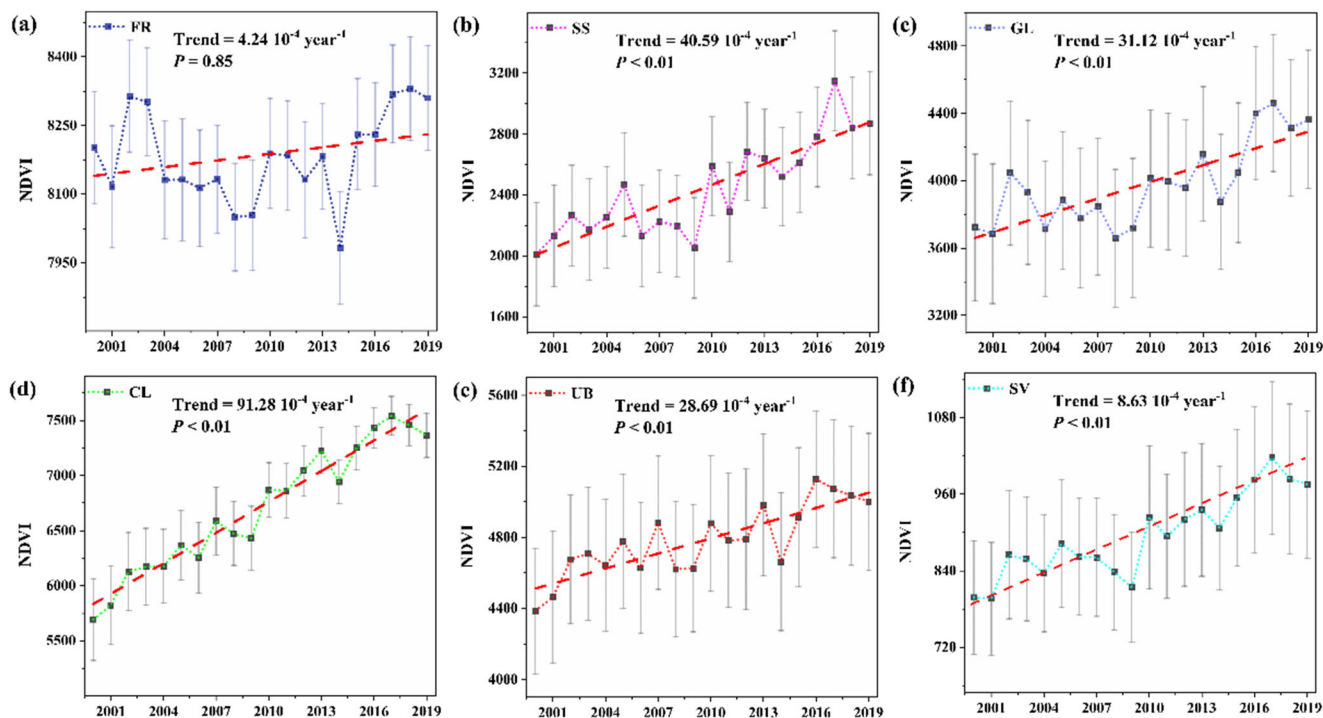 (a)
FR
Trend = 4.24 10⁻⁴ year⁻¹
P = 0.85
8400
8250
8100
7950
NDVI
2001 2004 2007 2010 2013 2016 2019
(b)
SS
Trend = 40.59 10⁻⁴ year⁻¹
P < 0.01
3200
2800
2400
2000
1600
NDVI
2001 2004 2007 2010 2013 2016 2019
(c)
GL
Trend = 31.12 10⁻⁴ year⁻¹
P < 0.01
4800
4400
4000
3600
3200
NDVI
2001 2004 2007 2010 2013 2016 2019
(d)
CL
Trend = 91.28 10⁻⁴ year⁻¹
P < 0.01
7500
7000
6500
6000
5500
NDVI
2001 2004 2007 2010 2013 2016 2019
(e)
UB
Trend = 28.69 10⁻⁴ year⁻¹
P < 0.01
5600
5200
4800
4400
4000
NDVI
2001 2004 2007 2010 2013 2016 2019
(f)
SV
Trend = 8.63 10⁻⁴ year⁻¹
P < 0.01
1080
960
840
720
NDVI
2001 2004 2007 2010 2013 2016 2019